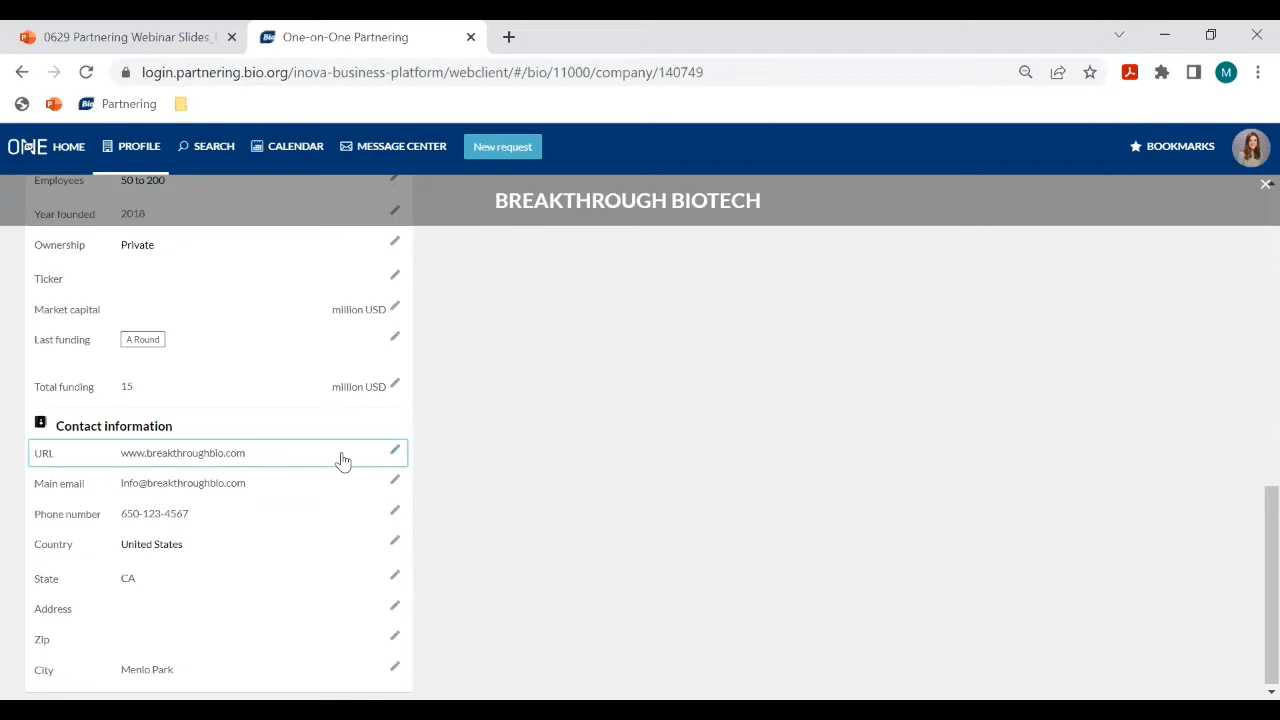 0629 Partnering Webinar Slides_
Bio One-on-One Partnering
login.partnering.bio.org/inova-business-platform/webclient/#/bio/11000/company/140749
M
Bio Partnering
ONE HOME PROFILE SEARCH CALENDAR MESSAGE CENTER New request BOOKMARKS
BREAKTHROUGH BIOTECH
Employees 50 to 200
Year founded 2018
Ownership Private
Ticker
Market capital million USD
Last funding A Round
Total funding 15 million USD
Contact information
URL www.breakthroughbio.com
Main email info@breakthroughbio.com
Phone number 650-123-4567
Country United States
State CA
Address
Zip
City Menlo Park